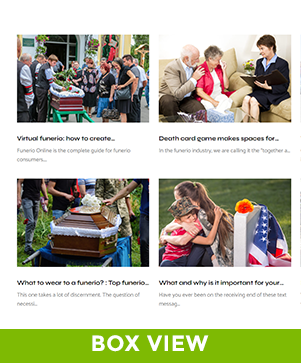 Virtual funerio: how to create...
Funerio Online is the complete guide for funerio
consumers...
Death card game makes spaces for...
In the funerio industry, we are calling it the "together a...
What to wear to a funerio? : Top funerio...
This one takes a lot of discernment. The question of
necessi...
What and why is it important for your...
Have you ever been on the receiving end of these text
messag...
BOX VIEW